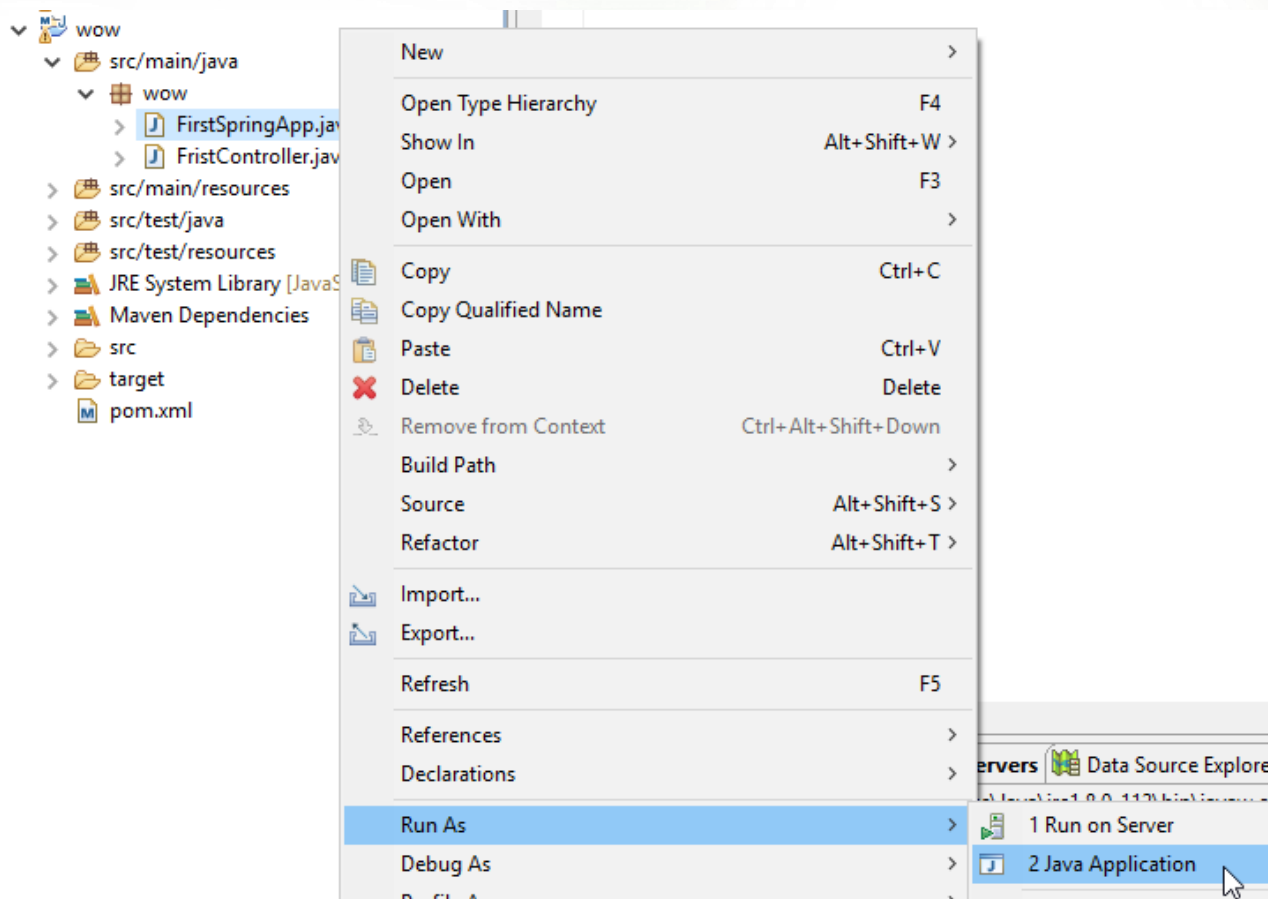 wow
src/main/java
wow
FirstSpringApp.jav
FristController.jav
src/main/resources
src/test/java
src/test/resources
JRE System Library [JavaS
Maven Dependencies
src
target
pom.xml
New
Open Type Hierarchy F4
Show In Alt+Shift+W >
Open F3
Open With
Copy Ctrl+C
Copy Qualified Name
Paste Ctrl+V
Delete Delete
Remove from Context Ctrl+Alt+Shift+Down
Build Path
Source Alt+Shift+S >
Refactor Alt+Shift+T >
Import...
Export...
Refresh F5
References
Declarations
Run As
Debug As
ervers Data Source Explore
1 Run on Server
2 Java Application